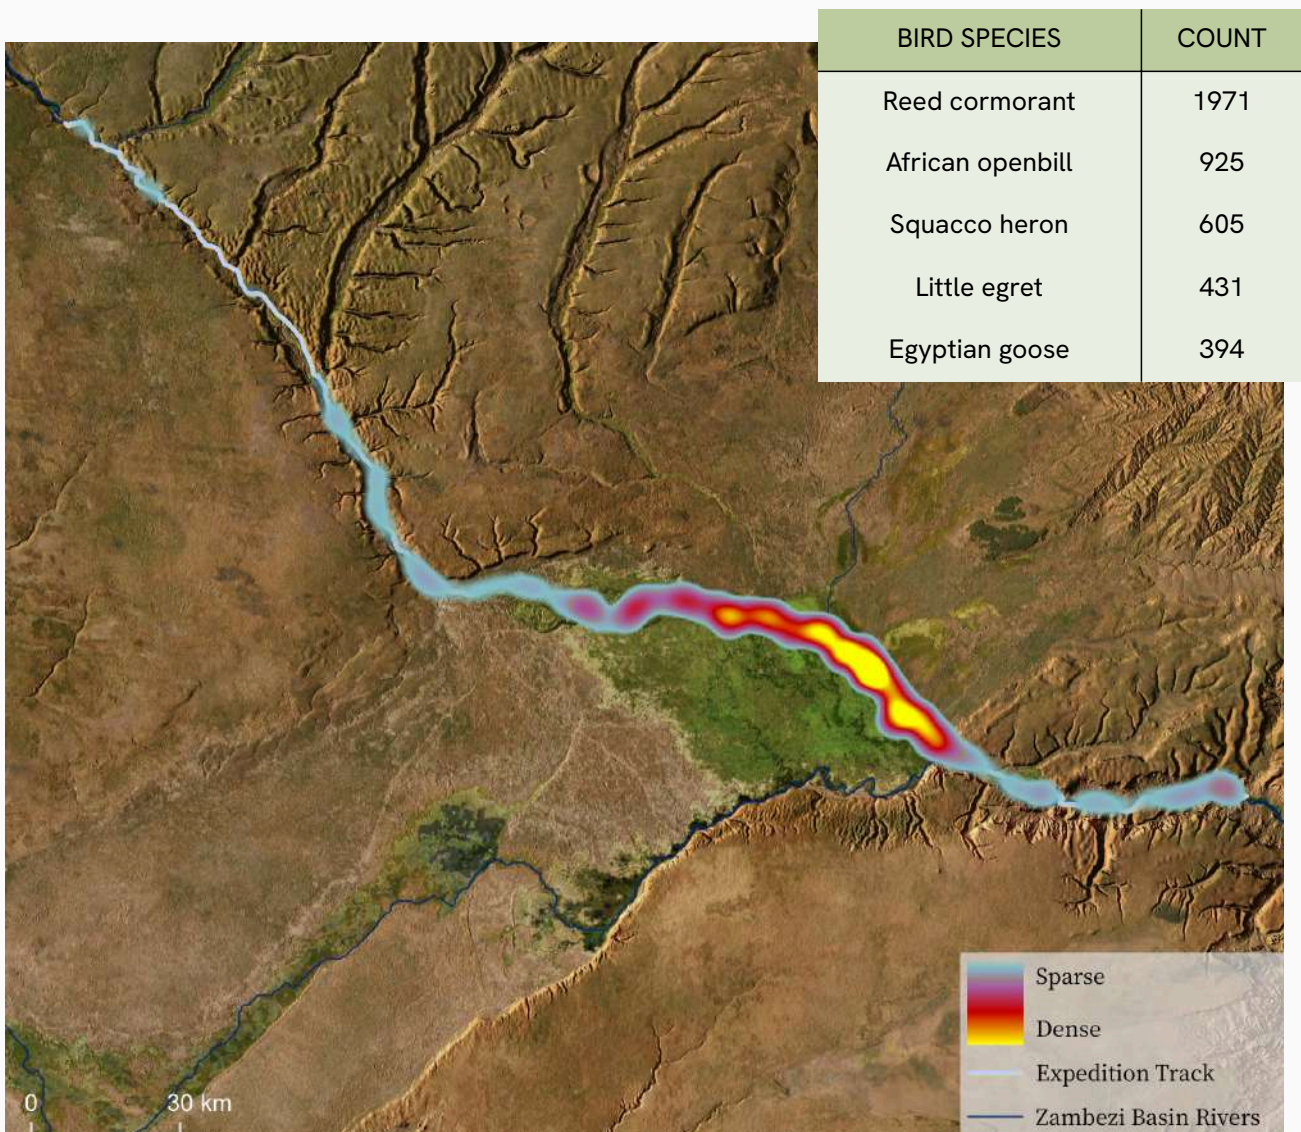 BIRD SPECIES COUNT
Reed cormorant 1971
African openbill 925
Squacco heron 605
Little egret 431
Egyptian goose 394
Sparse
Dense
Expedition Track
Zambezi Basin Rivers
0 30 km